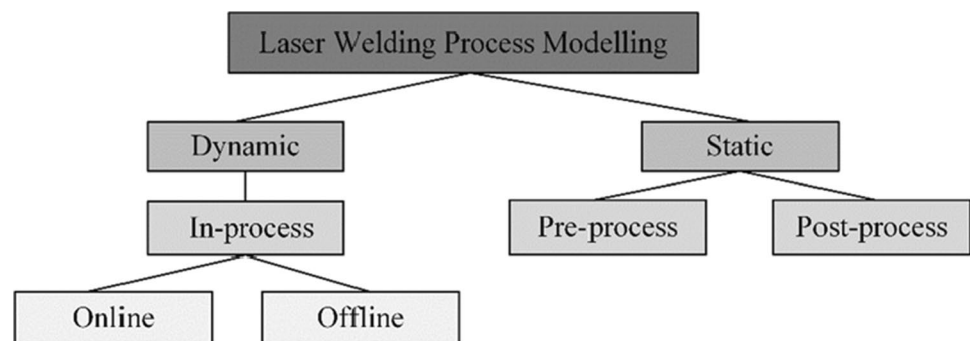 Laser Welding Process Modelling
Dynamic
Static
In-process
Pre-process
Post-process
Online
Offline